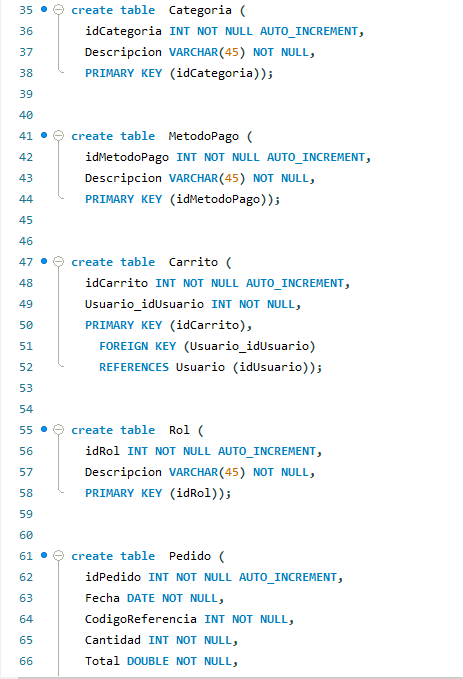 35 create table  Categoria (
36 idCategoria INT NOT NULL AUTO_INCREMENT,
37 Descripcion VARCHAR(45) NOT NULL,
38 PRIMARY KEY (idCategoria));
39
40
41 create table  MetodoPago (
42 idMetodoPago INT NOT NULL AUTO_INCREMENT,
43 Descripcion VARCHAR(45) NOT NULL,
44 PRIMARY KEY (idMetodoPago));
45
46
47 create table  Carrito (
48 idCarrito INT NOT NULL AUTO_INCREMENT,
49 Usuario_idUsuario INT NOT NULL,
50 PRIMARY KEY (idCarrito),
51 FOREIGN KEY (Usuario_idUsuario)
52 REFERENCES Usuario (idUsuario));
53
54
55 create table  Rol (
56 idRol INT NOT NULL AUTO_INCREMENT,
57 Descripcion VARCHAR(45) NOT NULL,
58 PRIMARY KEY (idRol));
59
60
61 create table  Pedido (
62 idPedido INT NOT NULL AUTO_INCREMENT,
63 Fecha DATE NOT NULL,
64 CodigoReferencia INT NOT NULL,
65 Cantidad INT NOT NULL,
66 Total DOUBLE NOT NULL,